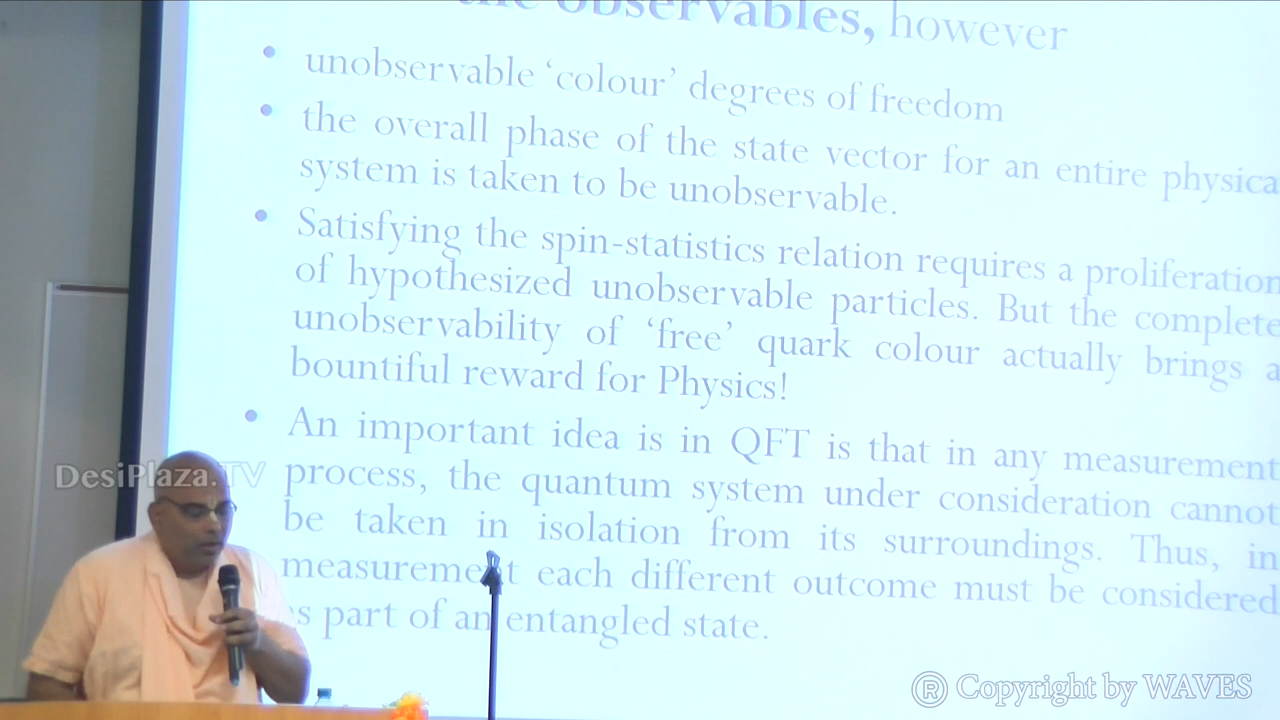 the observables, however
• unobservable ‘colour’ degrees of freedom
• the overall phase of the state vector for an entire physica
system is taken to be unobservable.
• Satisfying the spin-statistics relation requires a proliferation
of hypothesized unobservable particles. But the complete
unobservability of ‘free’ quark colour actually brings a
bountiful reward for Physics!
• An important idea is in QFT is that in any measurement
process, the quantum system under consideration cannot
be taken in isolation from its surroundings. Thus, in
measurement each different outcome must be considered
s part of an entangled state.
DesiPlaza.TV
® Copyright by WAVES